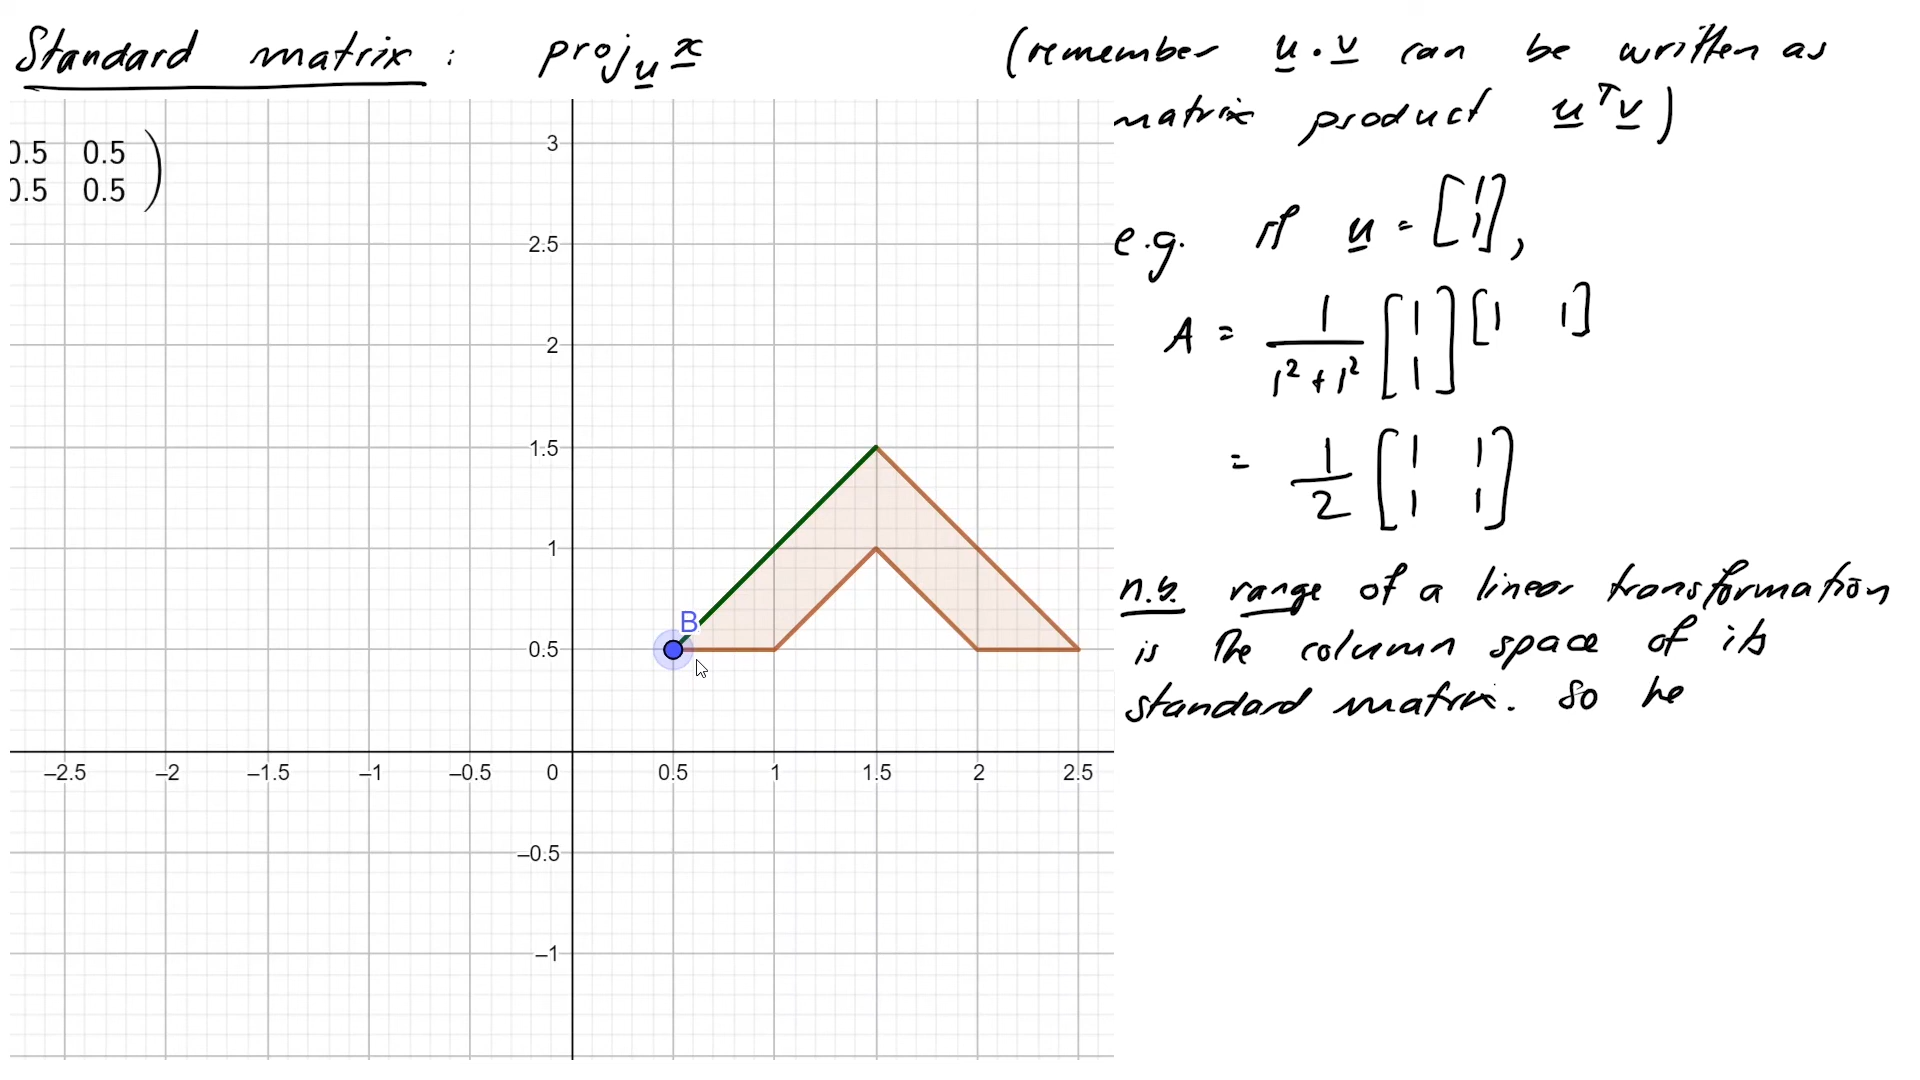 Standard matrix : proj_u x (remember u . v can be written as
matrix product u^T v)
0.5 0.5
0.5 0.5
e.g. if u = [1 1],
A = 1/(1^2 + 1^2) [1 1] [1 1]
= 1/2 [1 1 1 1]
n.b. range of a linear transformation
is the column space of its
standard matrix. So he
3
2.5
2
1.5
1
B
0.5
–2.5 –2 –1.5 –1 –0.5 0 0.5 1 1.5 2 2.5
–0.5
–1